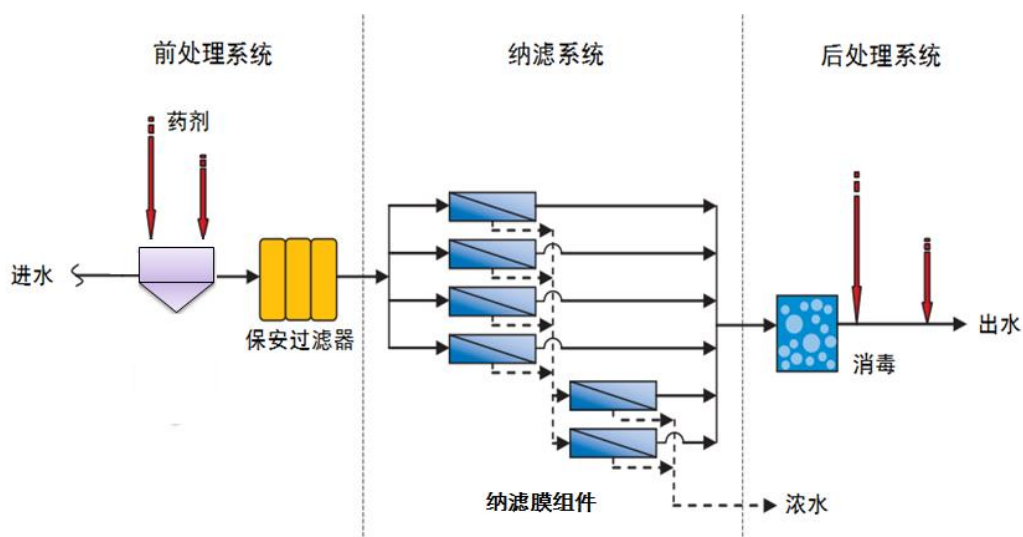 前处理系统
纳滤系统
后处理系统
药剂
进水
保安过滤器
出水
消毒
纳滤膜组件
浓水